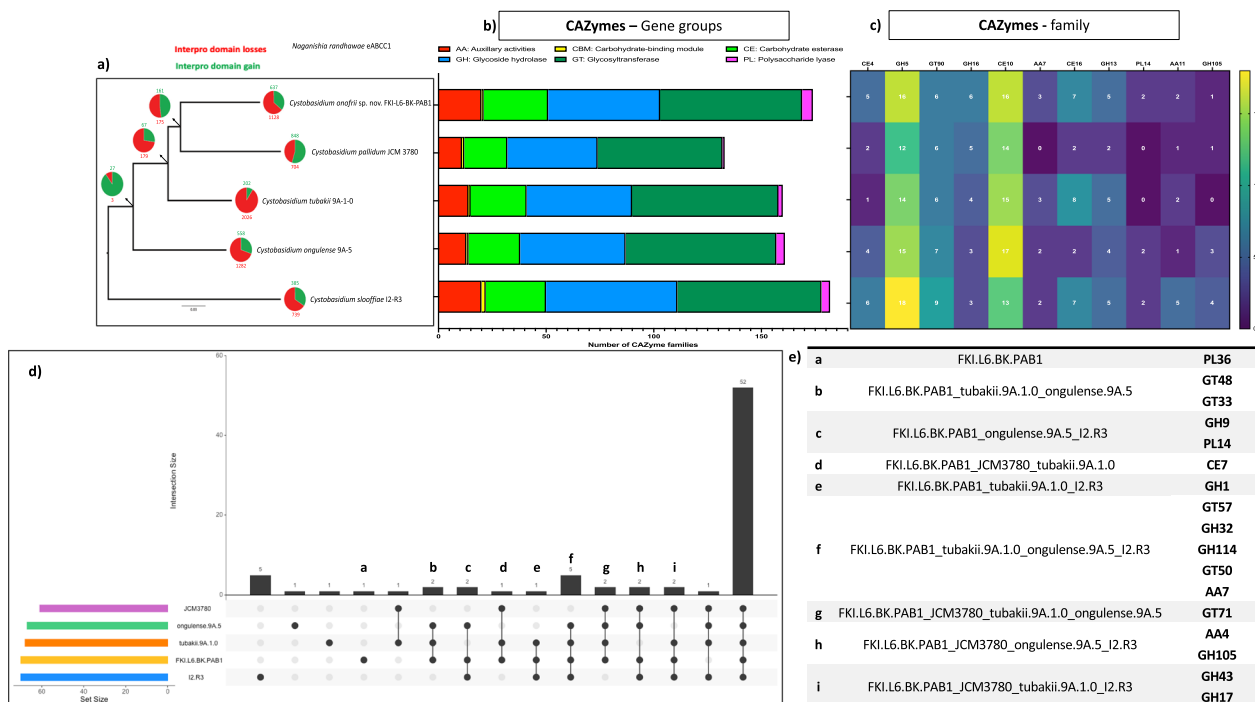 b)
CAZymes – Gene groups
c)
CAZymes - family
Interpro domain losses
Interpro domain gain
Naganishia randhawae eABCC1
a)
AA: Auxillary activities
CBM: Carbohydrate-binding module
CE: Carbohydrate esterase
GH: Glycoside hydrolase
GT: Glycosyltransferase
PL: Polysaccharide lyase
637
Cystobasidium onofrii sp. nov. FKI-L6-BK-PAB1
1128
161
175
848
Cystobasidium pallidum JCM 3780
704
67
179
202
Cystobasidium tubakii 9A-1-0
2026
27
3
558
Cystobasidium ongulense 9A-5
1282
385
Cystobasidium slooffiae I2-R3
739
0 50 100 150
Number of CAZyme families
CE4 GH5 GT90 GH16 CE10 AA7 CE16 GH13 PL14 AA11 GH105
5 16 6 6 16 3 7 5 2 2 1
2 12 6 5 14 0 2 2 0 1 1
1 14 6 4 15 3 8 5 0 2 0
4 15 7 3 17 2 2 4 2 1 3
6 18 9 3 13 2 7 5 2 5 4
d)
60
40
20
0
Intersection Size
5 1 1 1 1 2 2 1 1 5 2 2 2 1 52
a b c d e f g h i
JCM3780
ongulense.9A.5
tubakii.9A.1.0
FKI.L6.BK.PAB1
I2.R3
60 40 20 0
Set Size
e)
a FKI.L6.BK.PAB1 PL36
b FKI.L6.BK.PAB1_tubakii.9A.1.0_ongulense.9A.5 GT48
GT33
c FKI.L6.BK.PAB1_ongulense.9A.5_I2.R3 GH9
PL14
d FKI.L6.BK.PAB1_JCM3780_tubakii.9A.1.0 CE7
e FKI.L6.BK.PAB1_tubakii.9A.1.0_I2.R3 GH1
GT57
GH32
f FKI.L6.BK.PAB1_tubakii.9A.1.0_ongulense.9A.5_I2.R3 GH114
GT50
AA7
g FKI.L6.BK.PAB1_JCM3780_tubakii.9A.1.0_ongulense.9A.5 GT71
h FKI.L6.BK.PAB1_JCM3780_ongulense.9A.5_I2.R3 AA4
GH105
i FKI.L6.BK.PAB1_JCM3780_tubakii.9A.1.0_I2.R3 GH43
GH17